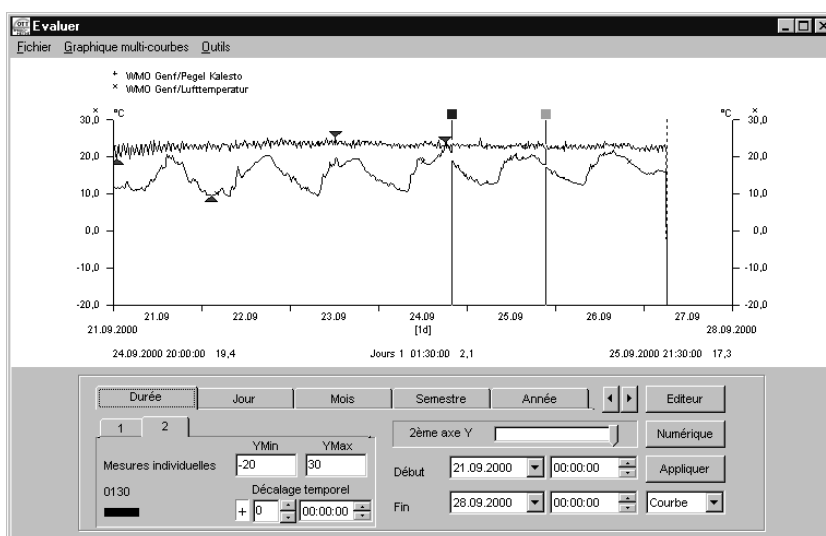 Evaluer
Fichier Graphique multi-courbes Outils
+ WMO Genf/Pegel Kalesto
× WMO Genf/Lufttemperatur
× °C °C ×
30,0 30,0
20,0 20,0
10,0 10,0
0,0 0,0
-10,0 -10,0
-20,0 -20,0
21.09 22.09 23.09 24.09 25.09 26.09 27.09
21.09.2000 [1d] 28.09.2000
24.09.2000 20:00:00 19,4 Jours 1 01:30:00 2,1 25.09.2000 21:30:00 17,3
Durée Jour Mois Semestre Année Editeur
1 2 2ème axe Y Numérique
YMin YMax
Mesures individuelles -20 30 Début 21.09.2000 00:00:00 Appliquer
0130 Décalage temporel
+ 0 00:00:00 Fin 28.09.2000 00:00:00 Courbe